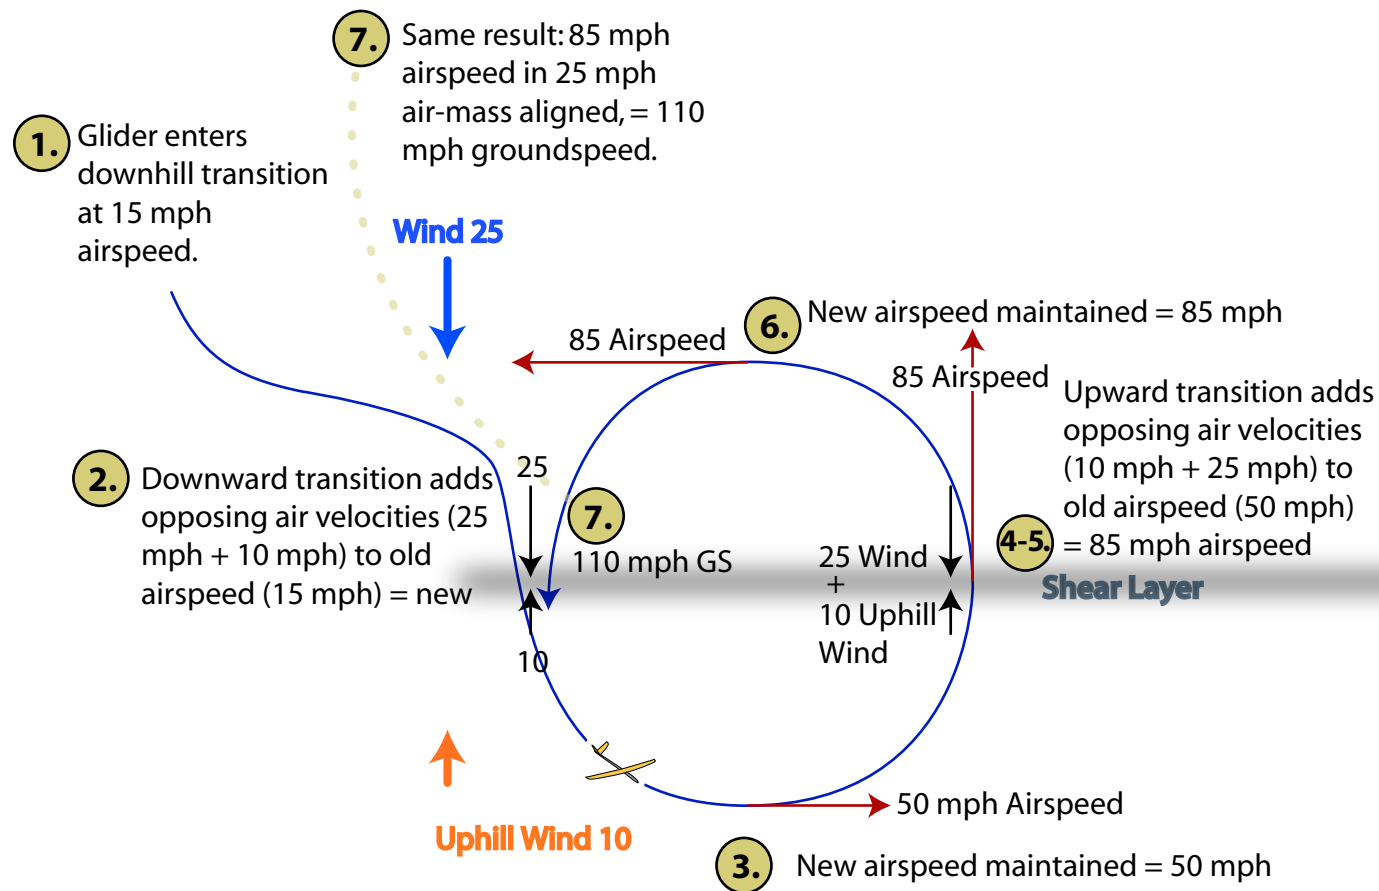 7. Same result: 85 mph
airspeed in 25 mph
air-mass aligned, = 110
mph groundspeed.
1. Glider enters
downhill transition
at 15 mph
airspeed.
Wind 25
6. New airspeed maintained = 85 mph
85 Airspeed
85 Airspeed
Upward transition adds
opposing air velocities
(10 mph + 25 mph) to
old airspeed (50 mph)
4-5. = 85 mph airspeed
2. Downward transition adds
opposing air velocities (25
mph + 10 mph) to old
airspeed (15 mph) = new
25
7.
110 mph GS
10
25 Wind
+
10 Uphill
Wind
Shear Layer
50 mph Airspeed
Uphill Wind 10
3. New airspeed maintained = 50 mph